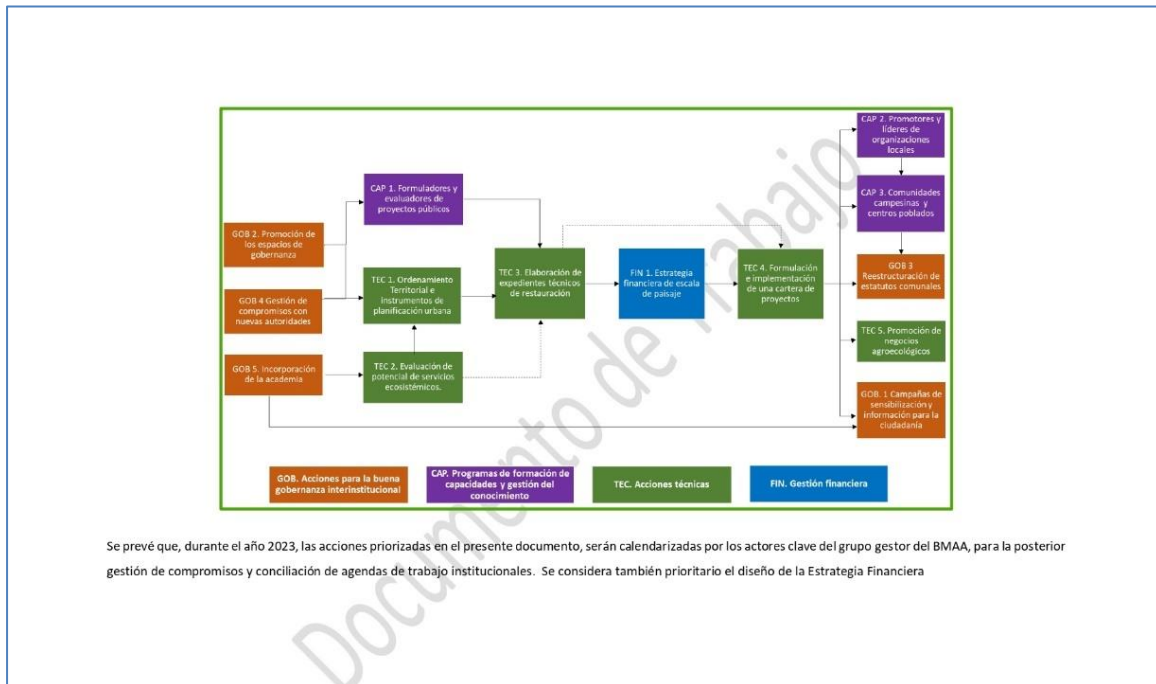 CAP 2. Promotores y
líderes de
organizaciones
locales
CAP 1. Formuladores y
evaluadores de
proyectos públicos
CAP 3. Comunidades
campesinas y
centros poblados
GOB 2. Promoción de
los espacios de
gobernanza
TEC 1. Ordenamiento
Territorial e
instrumentos de
planificación urbana
TEC 3. Elaboración de
expedientes técnicos
de restauración
FIN 1. Estrategia
financiera de escala
de paisaje
TEC 4. Formulación
e implementación
de una cartera de
proyectos
GOB 3
Reestructuración de
estatutos comunales
GOB 4 Gestión de
compromisos con
nuevas autoridades
TEC 5. Promoción de
negocios
agroecológicos
GOB 5. Incorporación
de la academia
TEC 2. Evaluación de
potencial de servicios
ecosistémicos.
GOB. 1 Campañas de
sensibilización y
información para la
ciudadanía
GOB. Acciones para la buena
gobernanza interinstitucional
CAP. Programas de formación de
capacidades y gestión del
conocimiento
TEC. Acciones técnicas
FIN. Gestión financiera
Se prevé que, durante el año 2023, las acciones priorizadas en el presente documento, serán calendarizadas por los actores clave del grupo gestor del BMAA, para la posterior
gestión de compromisos y conciliación de agendas de trabajo institucionales. Se considera también prioritario el diseño de la Estrategia Financiera
Documento de Trabajo